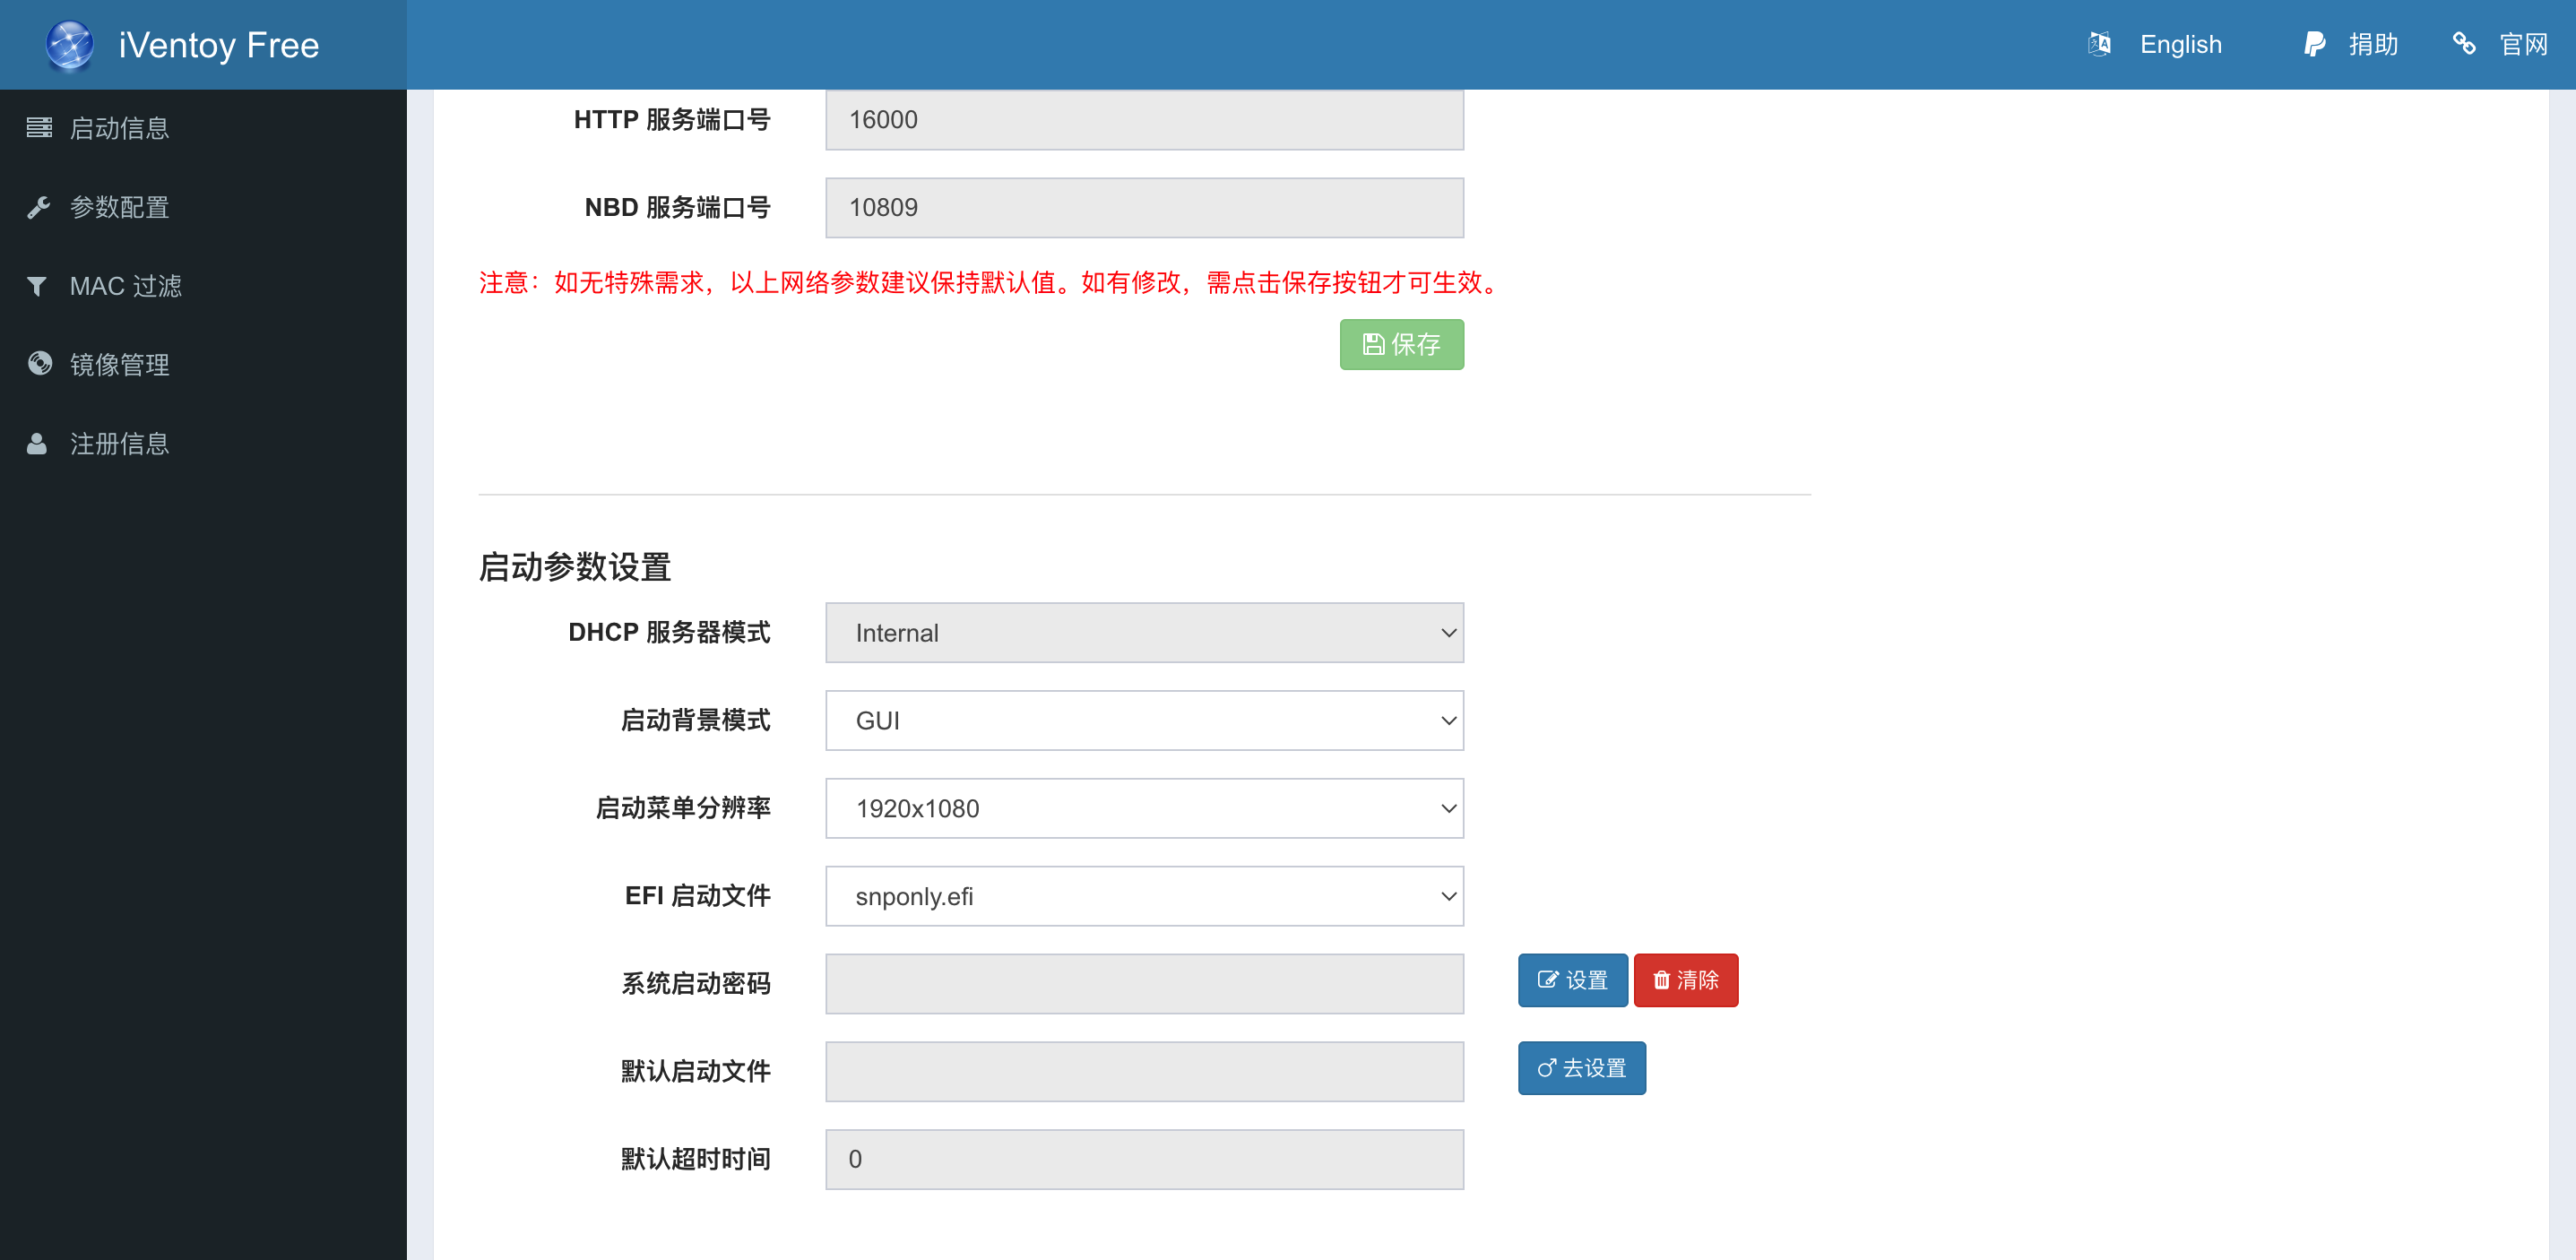 iVentoy Free
English
捐助
官网
启动信息
参数配置
MAC 过滤
镜像管理
注册信息
HTTP 服务端口号 16000
NBD 服务端口号 10809
注意：如无特殊需求，以上网络参数建议保持默认值。如有修改，需点击保存按钮才可生效。
保存
启动参数设置
DHCP 服务器模式 Internal
启动背景模式 GUI
启动菜单分辨率 1920x1080
EFI 启动文件 snponly.efi
系统启动密码 设置 清除
默认启动文件 去设置
默认超时时间 0